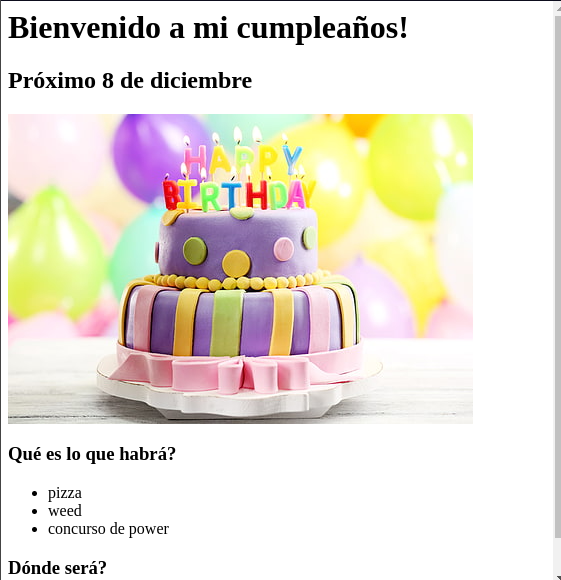 Bienvenido a mi cumpleaños!
Próximo 8 de diciembre
HAPPY
BIRTHDAY
Qué es lo que habrá?
pizza
weed
concurso de power
Dónde será?